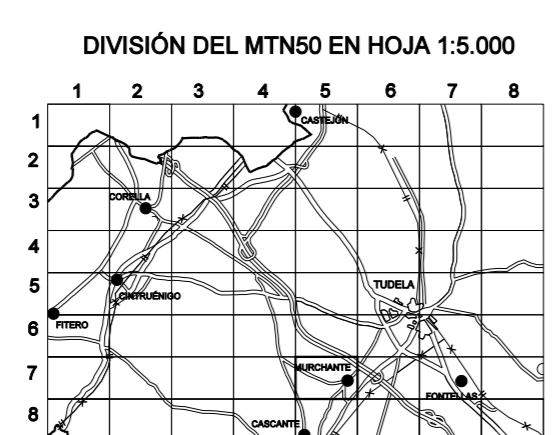 DIVISIÓN DEL MTN50 EN HOJA 1:5.000
1 2 3 4 5 6 7 8
1
CASTEJÓN
2
3
CORELLA
4
5
TUDELA
CINTRUÉNIGO
6
FITERO
7
MURCHANTE
FONTELLAS
8
CASCANTE